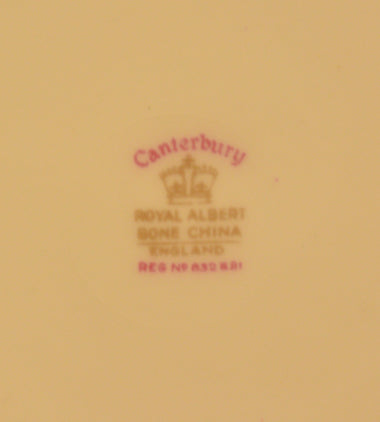 Canterbury
ROYAL ALBERT
BONE CHINA
ENGLAND
REG Nº